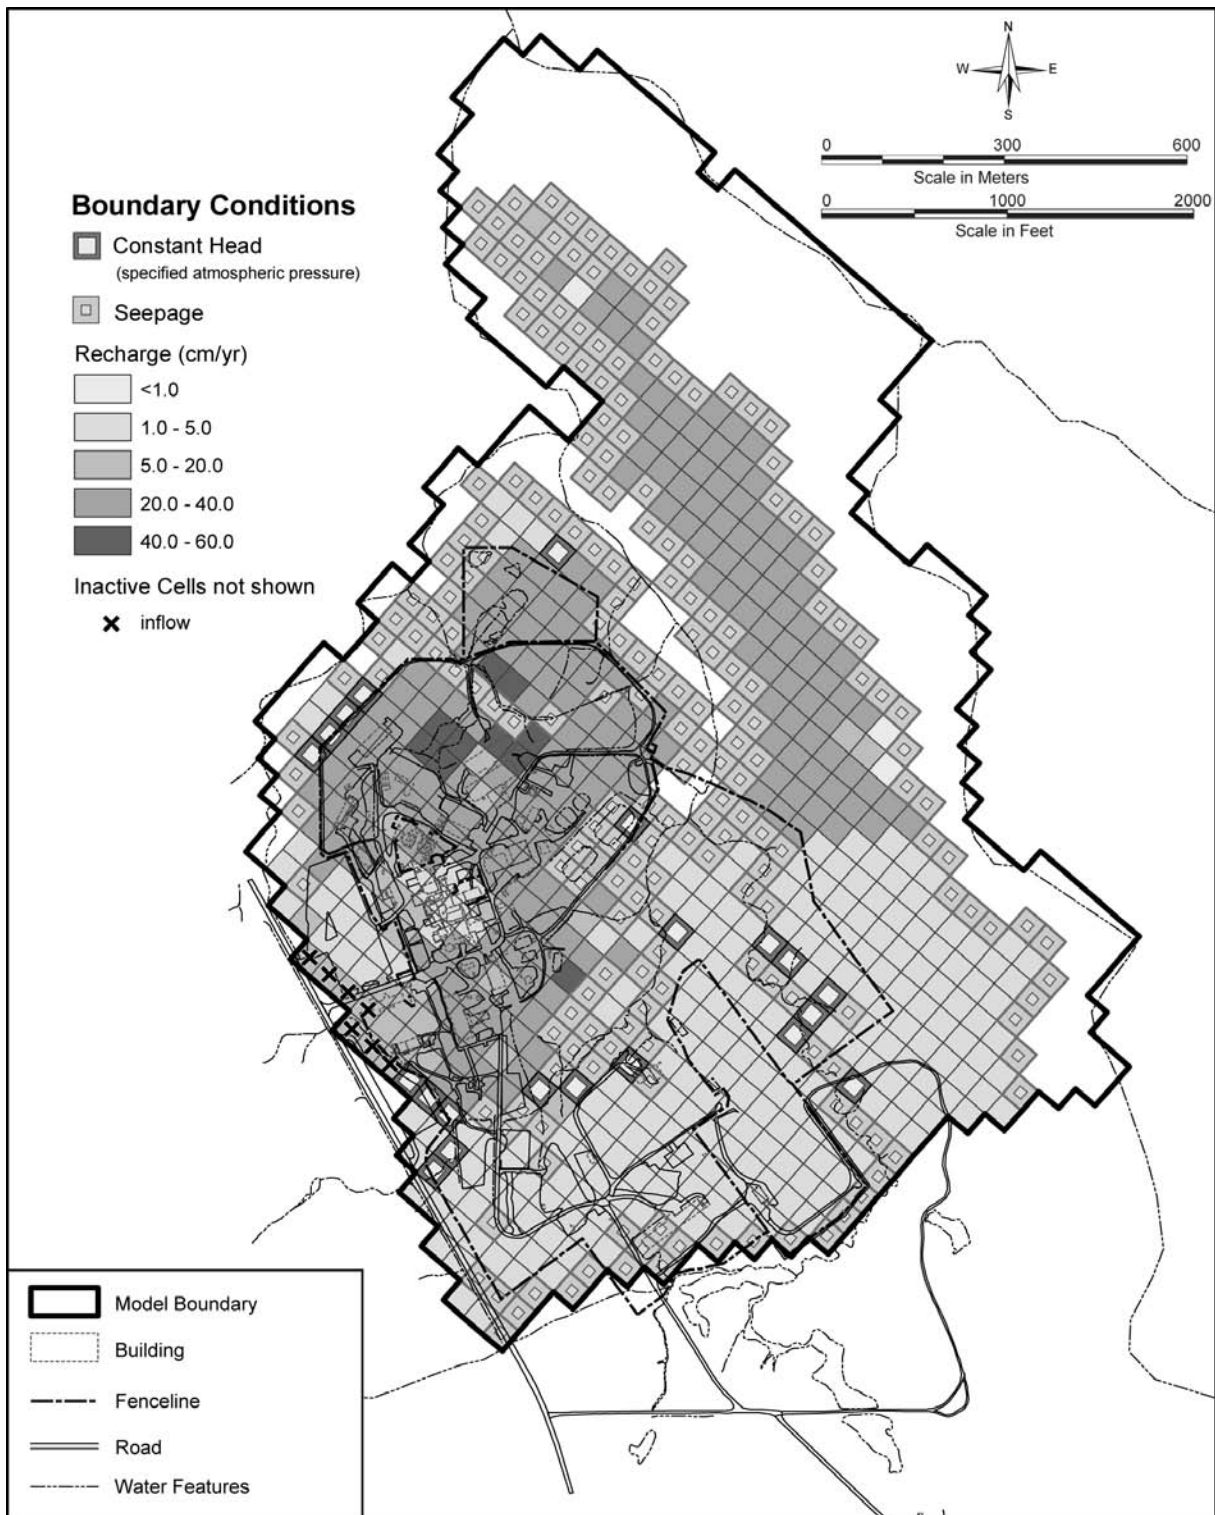 N
W E
S
0 300 600
Scale in Meters
0 1000 2000
Scale in Feet
Boundary Conditions
Constant Head
(specified atmospheric pressure)
Seepage
Recharge (cm/yr)
<1.0
1.0 - 5.0
5.0 - 20.0
20.0 - 40.0
40.0 - 60.0
Inactive Cells not shown
inflow
Model Boundary
Building
Fenceline
Road
Water Features